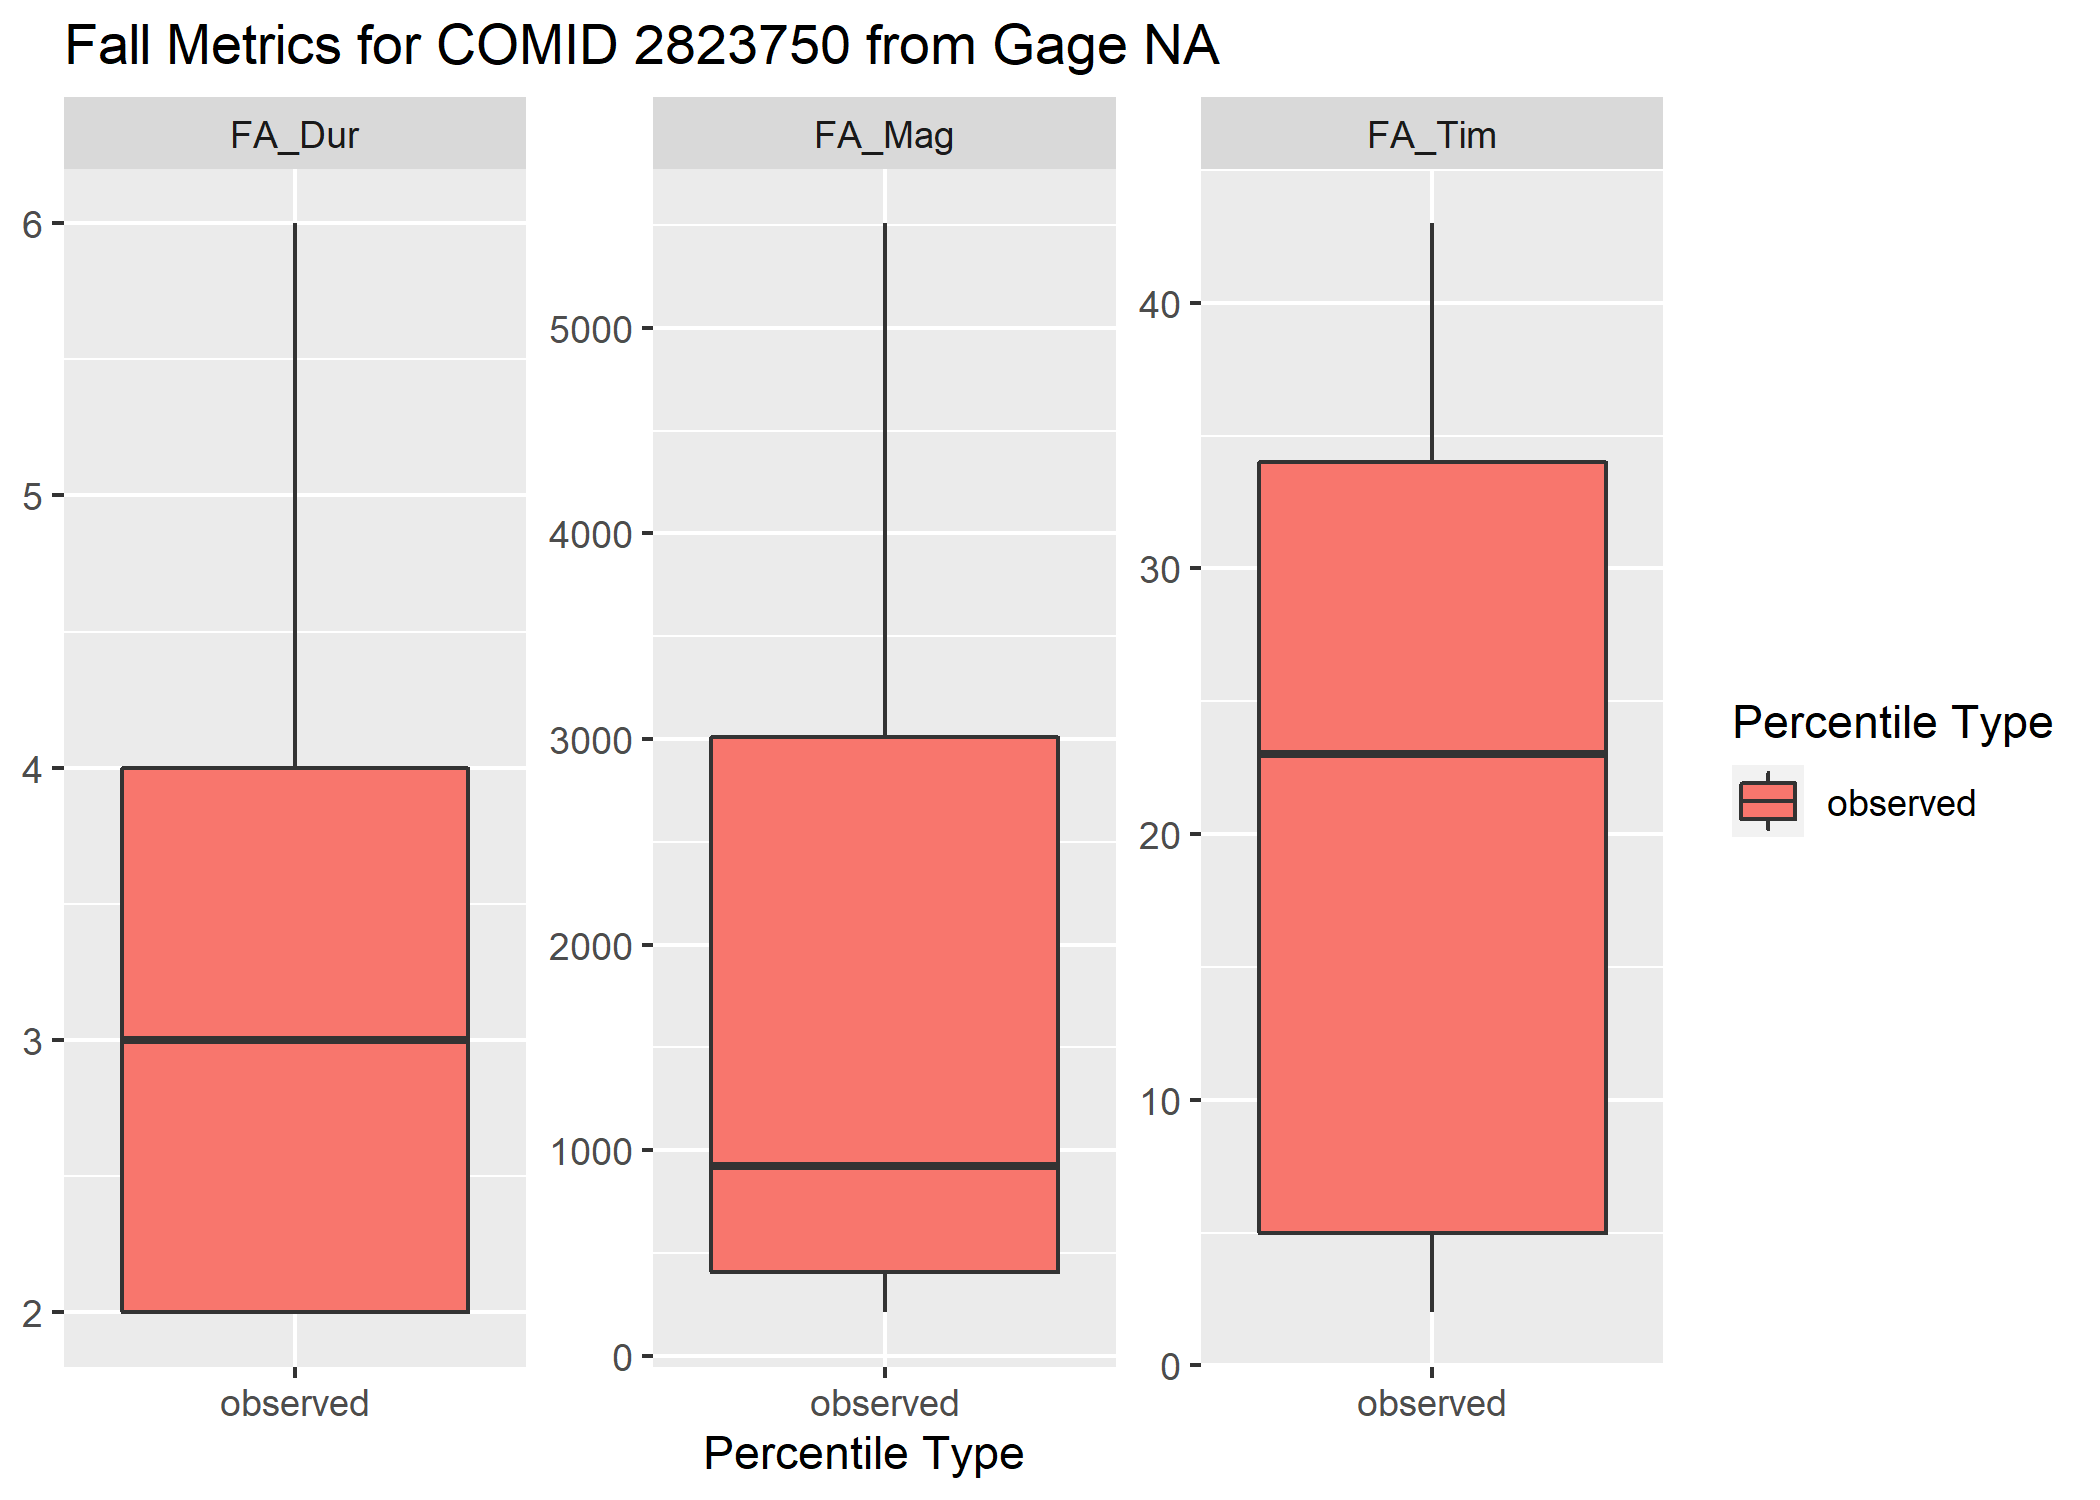 Fall Metrics for COMID 2823750 from Gage NA
FA_Dur
FA_Mag
FA_Tim
6
5
4
3
2
5000
4000
3000
2000
1000
0
40
30
20
10
0
observed
observed
observed
Percentile Type
Percentile Type
observed